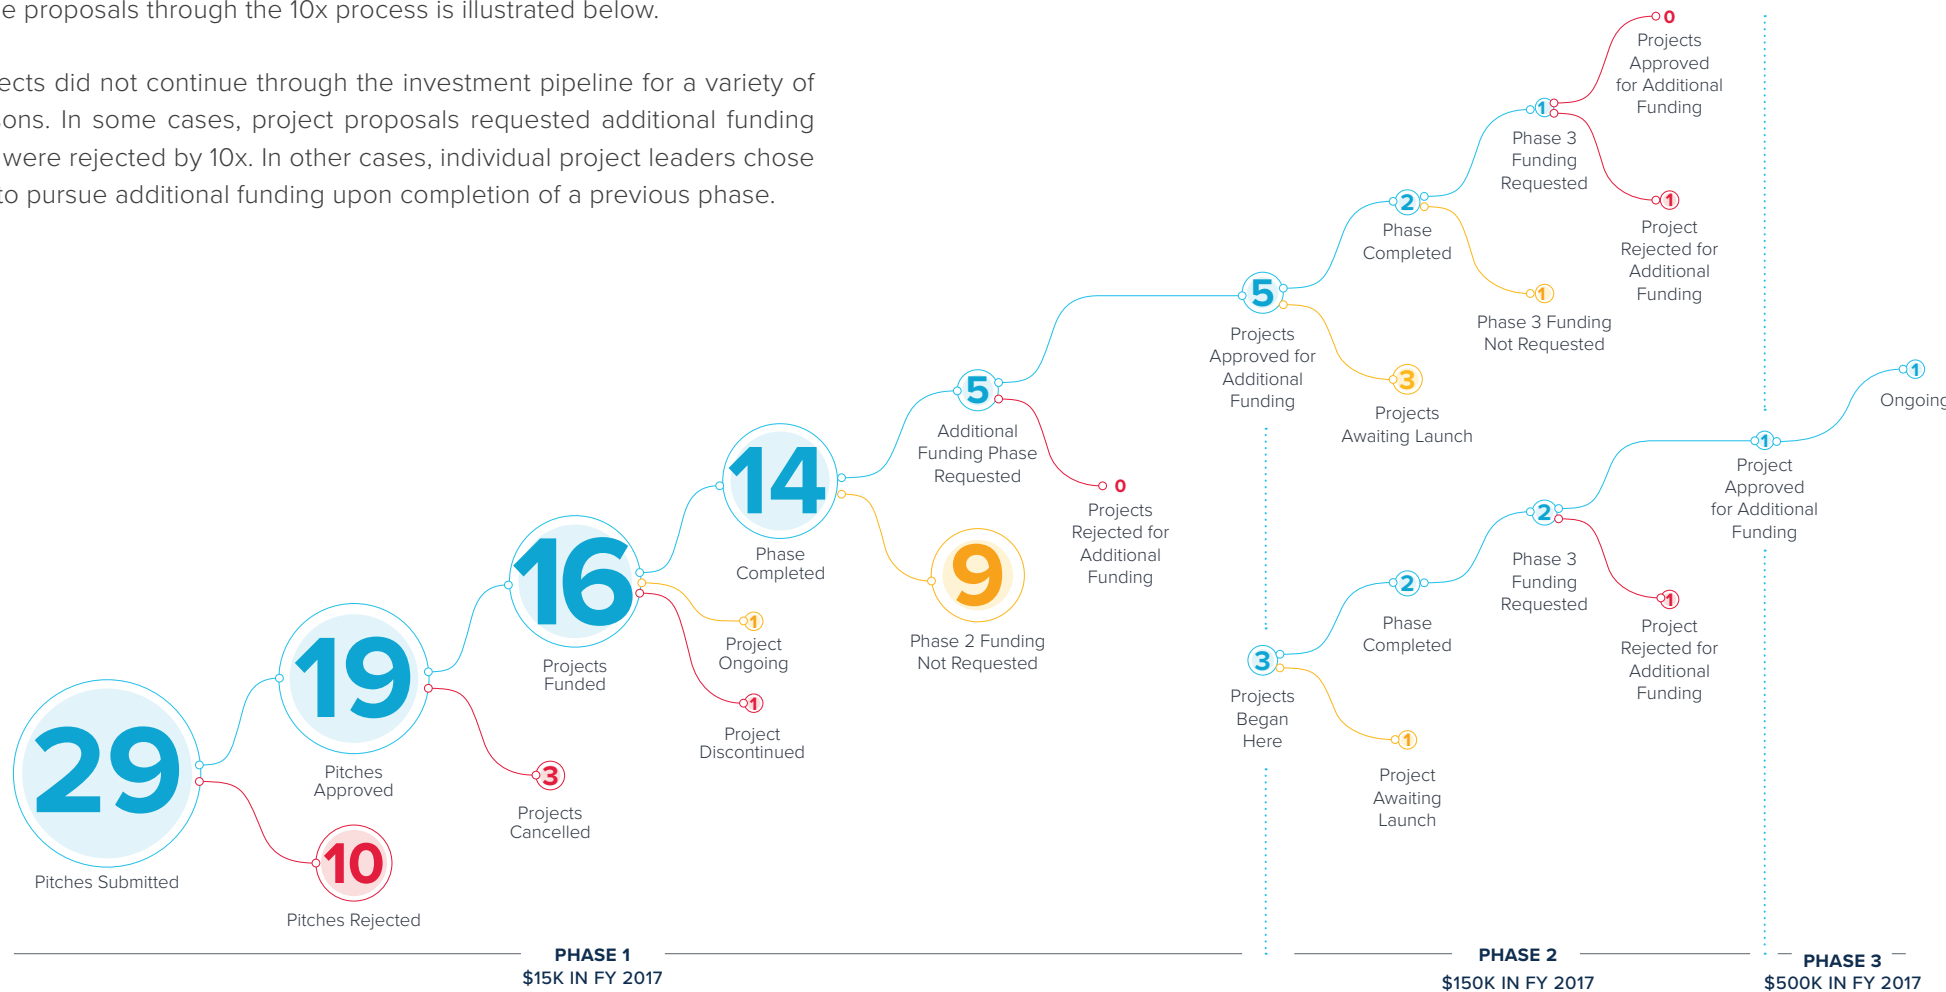 e proposals through the 10x process is illustrated below.
ects did not continue through the investment pipeline for a variety of
sons. In some cases, project proposals requested additional funding
were rejected by 10x. In other cases, individual project leaders chose
to pursue additional funding upon completion of a previous phase.
29
Pitches Submitted
19
Pitches
Approved
10
Pitches Rejected
16
Projects
Funded
3
Projects
Cancelled
14
Phase
Completed
1
Project
Ongoing
1
Project
Discontinued
5
Additional
Funding Phase
Requested
9
Phase 2 Funding
Not Requested
0
Projects
Rejected for
Additional
Funding
5
Projects
Approved for
Additional
Funding
2
Phase
Completed
3
Projects
Awaiting Launch
1
Phase 3
Funding
Requested
1
Phase 3 Funding
Not Requested
0
Projects
Approved
for Additional
Funding
1
Project
Rejected for
Additional
Funding
3
Projects
Began
Here
2
Phase
Completed
1
Project
Awaiting
Launch
2
Phase 3
Funding
Requested
1
Project
Rejected for
Additional
Funding
1
Project
Approved
for Additional
Funding
1
Ongoing
PHASE 1
$15K IN FY 2017
PHASE 2
$150K IN FY 2017
PHASE 3
$500K IN FY 2017